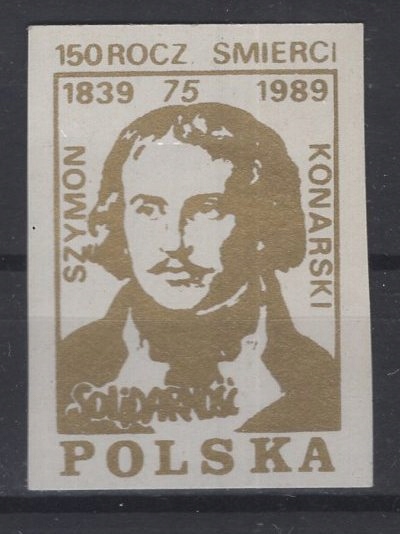 150 ROCZ. SMIERCI
1839 75 1989
SZYMON
KONARSKI
SOLIDARNOŚĆ
POLSKA